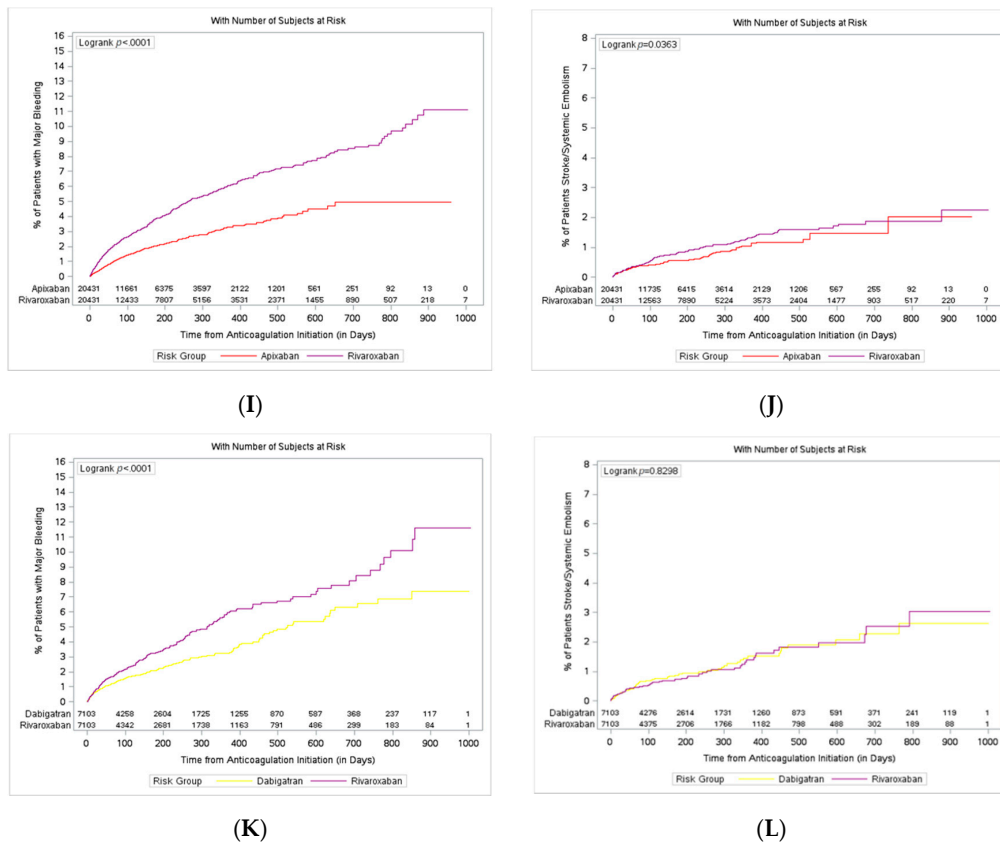 With Number of Subjects at Risk
Logrank p<.0001
% of Patients with Major Bleeding
16
15
14
13
12
11
10
9
8
7
6
5
4
3
2
1
0
Apixaban 20431 11661 6375 3597 2122 1201 561 251 92 13 0
Rivaroxaban 20431 12433 7807 5156 3531 2371 1455 890 507 218 7
0 100 200 300 400 500 600 700 800 900 1000
Time from Anticoagulation Initiation (in Days)
Risk Group Apixaban Rivaroxaban
(I)
With Number of Subjects at Risk
Logrank p=0.0363
% of Patients Stroke/Systemic Embolism
8
7
6
5
4
3
2
1
0
Apixaban 20431 11735 6415 3614 2129 1206 567 255 92 13 0
Rivaroxaban 20431 12563 7890 5224 3573 2404 1477 903 517 220 7
0 100 200 300 400 500 600 700 800 900 1000
Time from Anticoagulation Initiation (in Days)
Risk Group Apixaban Rivaroxaban
(J)
With Number of Subjects at Risk
Logrank p<.0001
% of Patients with Major Bleeding
16
15
14
13
12
11
10
9
8
7
6
5
4
3
2
1
0
Dabigatran 7103 4258 2604 1725 1255 870 587 368 237 117 1
Rivaroxaban 7103 4342 2681 1738 1163 791 486 299 183 84 1
0 100 200 300 400 500 600 700 800 900 1000
Time from Anticoagulation Initiation (in Days)
Risk Group Dabigatran Rivaroxaban
(K)
With Number of Subjects at Risk
Logrank p=0.8298
% of Patients Stroke/Systemic Embolism
8
7
6
5
4
3
2
1
0
Dabigatran 7103 4276 2614 1731 1260 873 591 371 241 119 1
Rivaroxaban 7103 4375 2706 1766 1182 798 488 302 189 88 1
0 100 200 300 400 500 600 700 800 900 1000
Time from Anticoagulation Initiation (in Days)
Risk Group Dabigatran Rivaroxaban
(L)